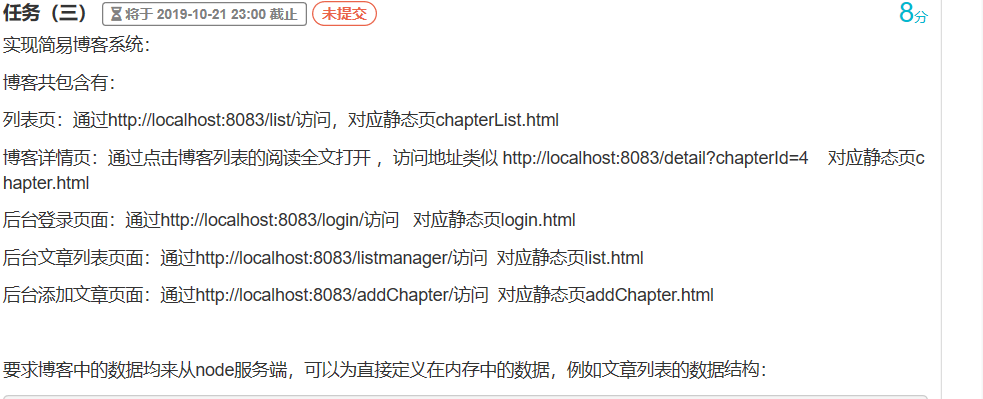 任务（三） 将于 2019-10-21 23:00 截止 未提交 8分
实现简易博客系统：
博客共包含有：
列表页：通过http://localhost:8083/list/访问，对应静态页chapterList.html
博客详情页：通过点击博客列表的阅读全文打开 ，访问地址类似 http://localhost:8083/detail?chapterId=4 对应静态页c
hapter.html
后台登录页面：通过http://localhost:8083/login/访问 对应静态页login.html
后台文章列表页面：通过http://localhost:8083/listmanager/访问 对应静态页list.html
后台添加文章页面：通过http://localhost:8083/addChapter/访问 对应静态页addChapter.html
要求博客中的数据均来从node服务端，可以为直接定义在内存中的数据，例如文章列表的数据结构：